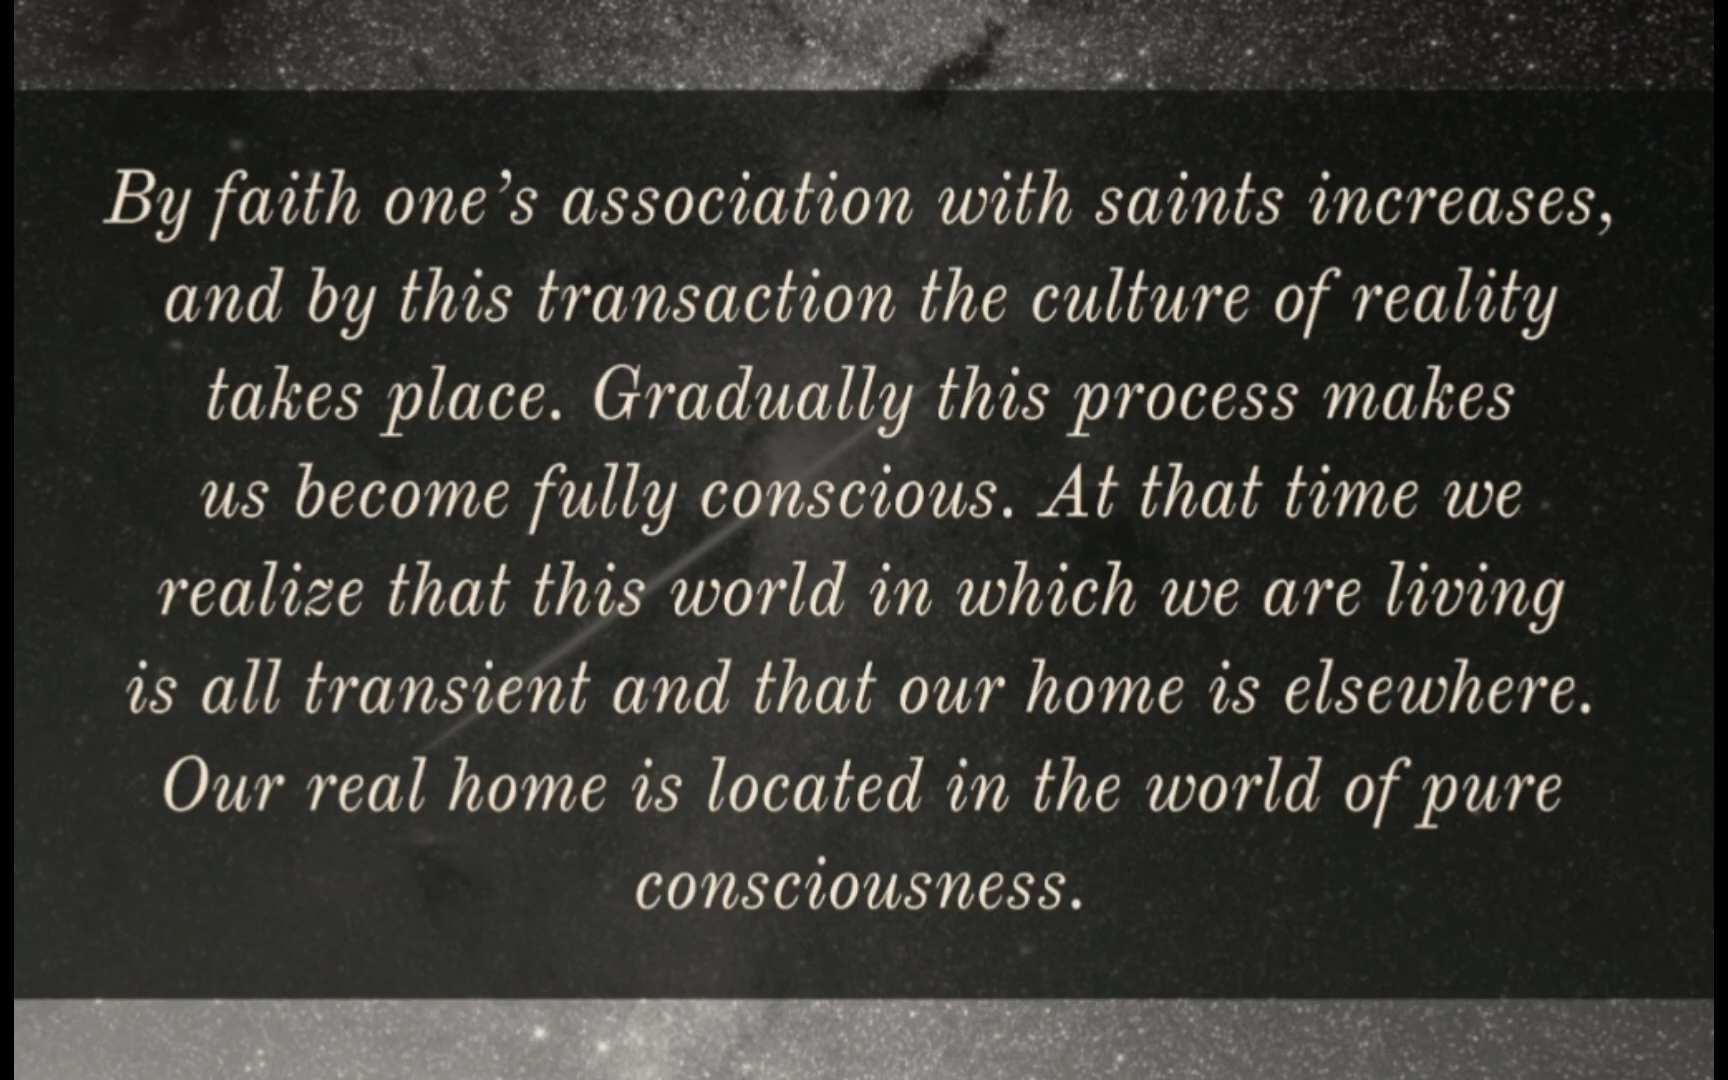 By faith one’s association with saints increases,
and by this transaction the culture of reality
takes place. Gradually this process makes
us become fully conscious. At that time we
realize that this world in which we are living
is all transient and that our home is elsewhere.
Our real home is located in the world of pure
consciousness.